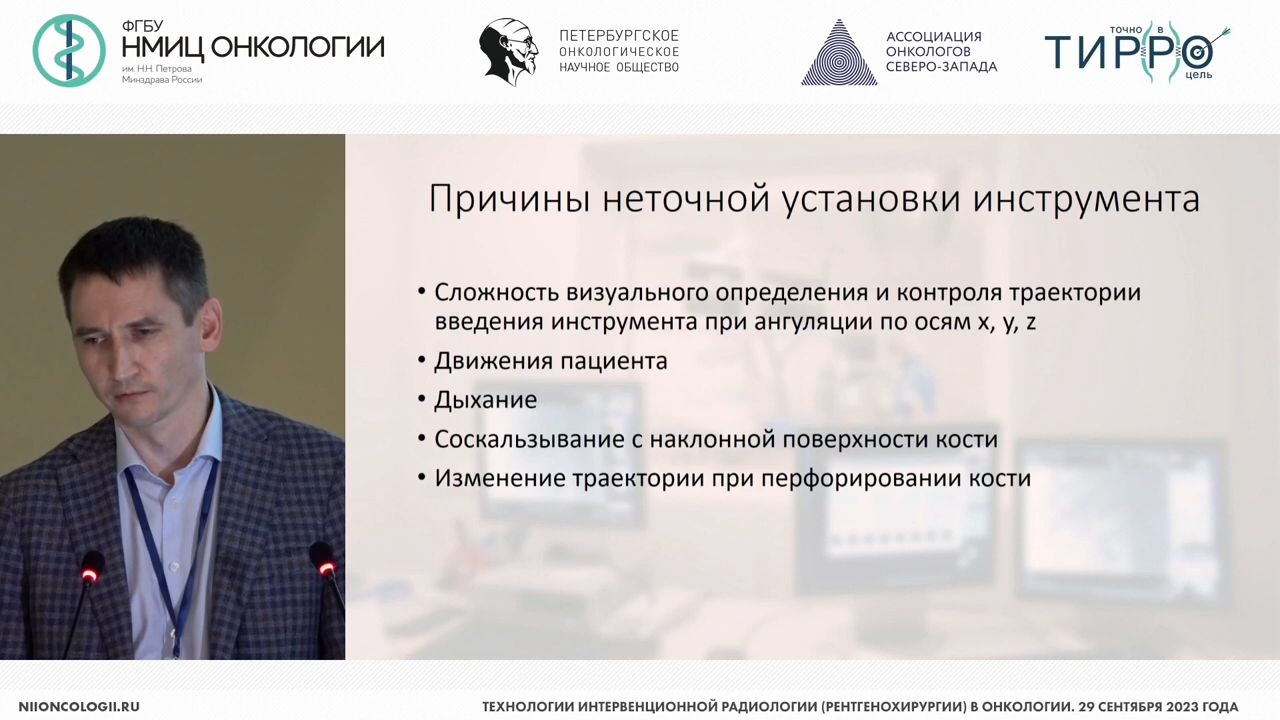 ФГБУ
НМИЦ ОНКОЛОГИИ
им. Н.Н. Петрова
Минздрава России
ПЕТЕРБУРГСКОЕ
ОНКОЛОГИЧЕСКОЕ
НАУЧНОЕ ОБЩЕСТВО
АССОЦИАЦИЯ
ОНКОЛОГОВ
СЕВЕРО-ЗАПАДА
точно в
ТИРРО
цель
Причины неточной установки инструмента
• Сложность визуального определения и контроля траектории
введения инструмента при ангуляции по осям x, y, z
• Движения пациента
• Дыхание
• Соскальзывание с наклонной поверхности кости
• Изменение траектории при перфорировании кости
NIIONCOLOGII.RU
ТЕХНОЛОГИИ ИНТЕРВЕНЦИОННОЙ РАДИОЛОГИИ (РЕНТГЕНОХИРУРГИИ) В ОНКОЛОГИИ. 29 СЕНТЯБРЯ 2023 ГОДА